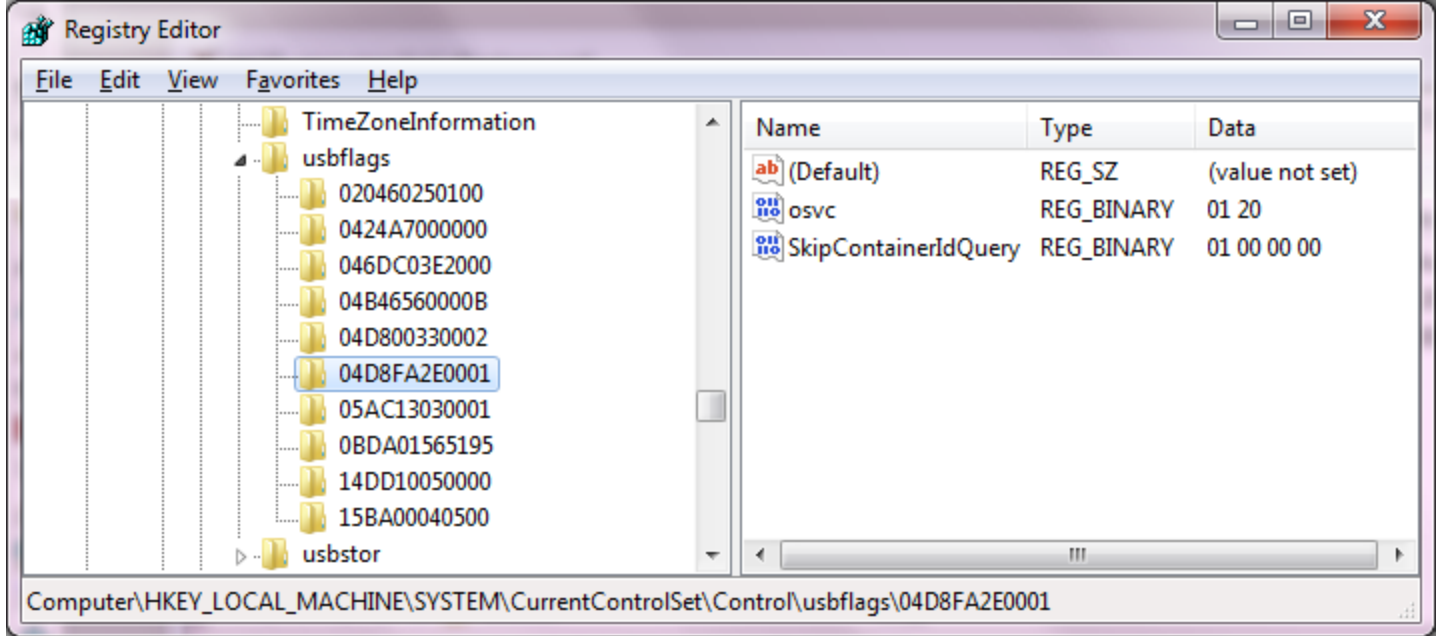 Registry Editor
File Edit View Favorites Help
TimeZoneInformation
usbflags
020460250100
0424A7000000
046DC03E2000
04B46560000B
04D800330002
04D8FA2E0001
05AC13030001
0BDA01565195
14DD10050000
15BA00040500
usbstor
Name Type Data
(Default) REG_SZ (value not set)
osvc REG_BINARY 01 20
SkipContainerIdQuery REG_BINARY 01 00 00 00
Computer\HKEY_LOCAL_MACHINE\SYSTEM\CurrentControlSet\Control\usbflags\04D8FA2E0001